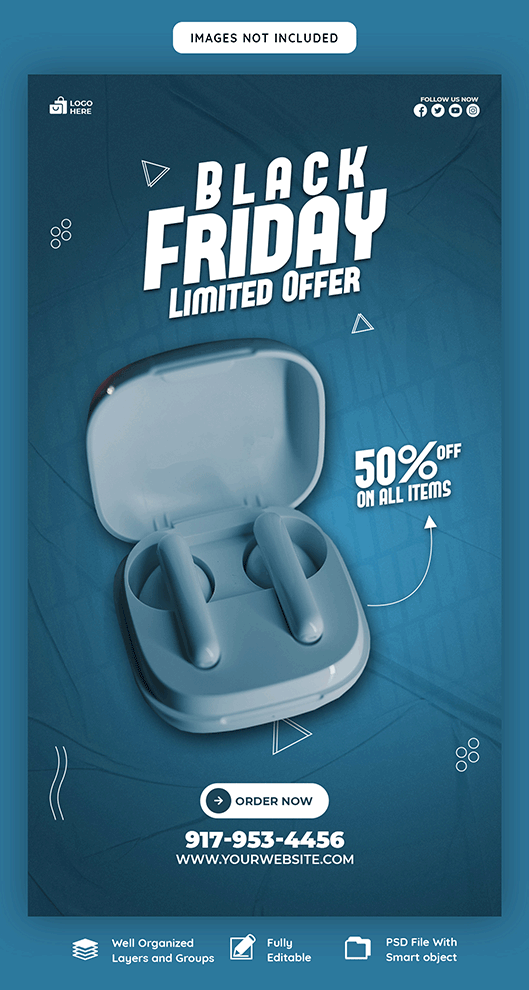 IMAGES NOT INCLUDED
LOGO
HERE
FOLLOW US NOW
BLACK
FRIDAY
LIMITED OFFER
50% OFF
ON ALL ITEMS
ORDER NOW
917-953-4456
WWW.YOURWEBSITE.COM
Well Organized
Layers and Groups
Fully
Editable
PSD File With
Smart object